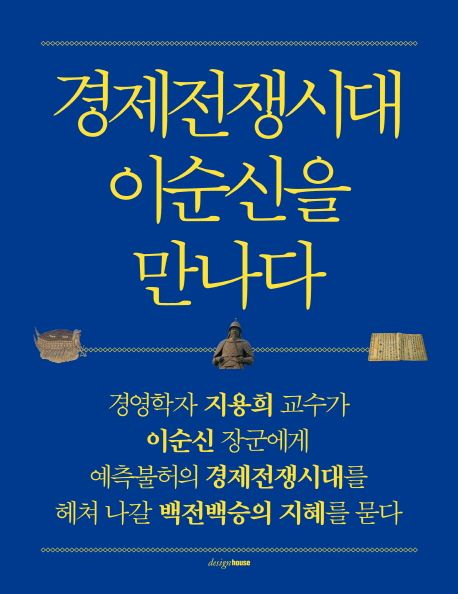 경제전쟁시대
이순신을
만나다
경영학자 지용희 교수가
이순신 장군에게
예측불허의 경제전쟁시대를
헤쳐 나갈 백전백승의 지혜를 묻다
designhouse